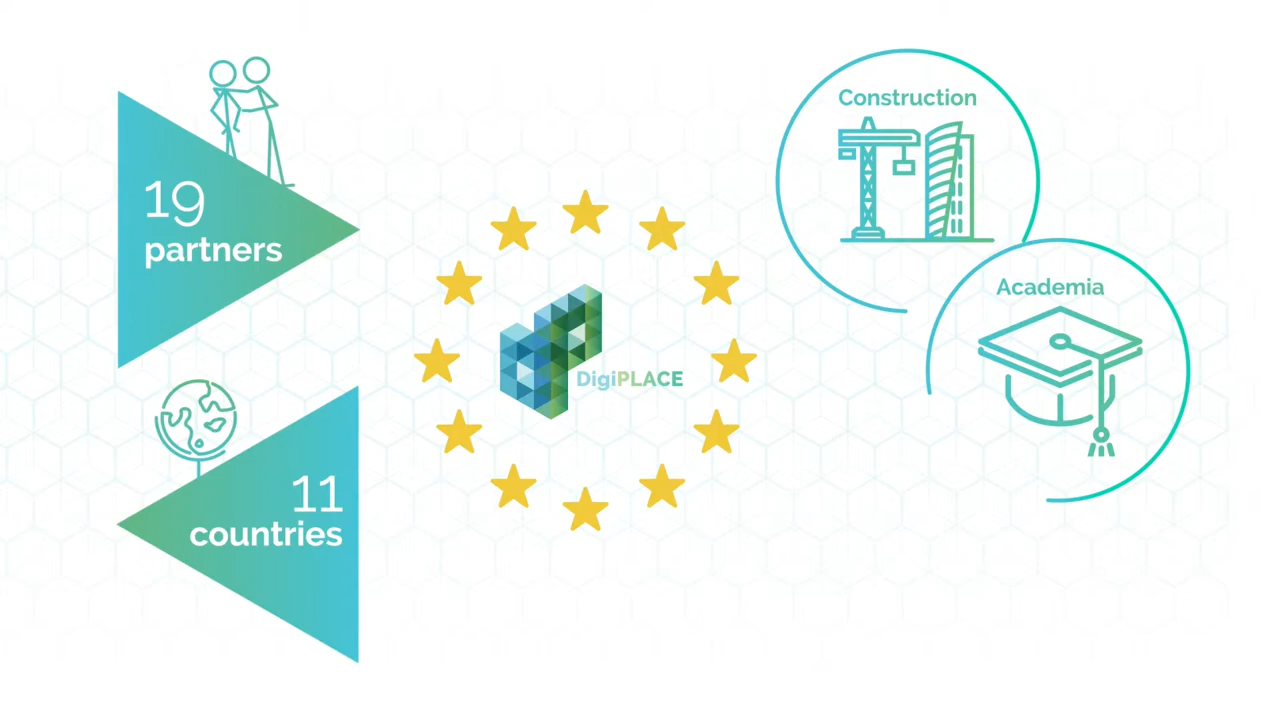 19
partners
11
countries
DigiPLACE
Construction
Academia